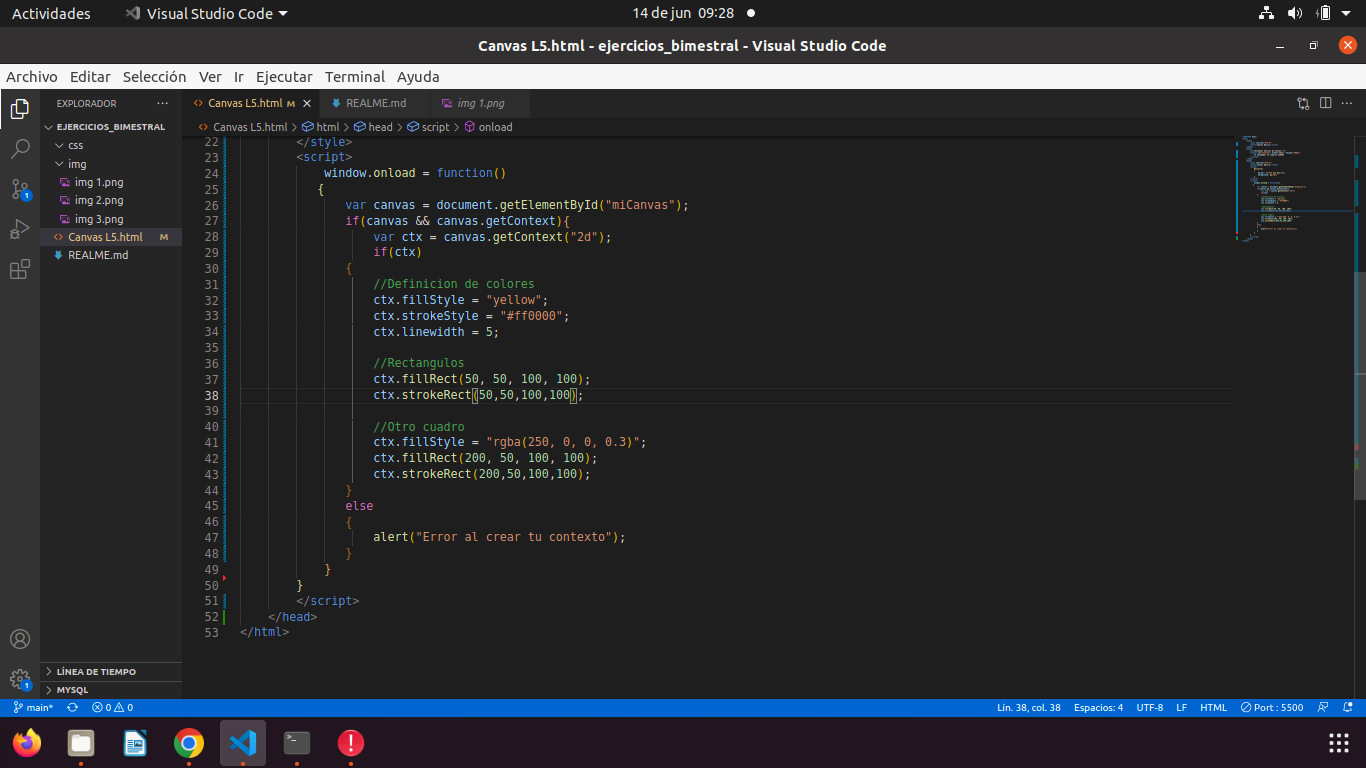 Actividades
Visual Studio Code
14 de jun 09:28
Canvas L5.html - ejercicios_bimestral - Visual Studio Code
Archivo Editar Selección Ver Ir Ejecutar Terminal Ayuda
EXPLORADOR
EJERCICIOS_BIMESTRAL
css
img
img 1.png
img 2.png
img 3.png
Canvas L5.html M
REALME.md
LÍNEA DE TIEMPO
MYSQL
1
1
Canvas L5.html M
REALME.md
img 1.png
Canvas L5.html > html > head > script > onload
22 </style>
23 <script>
24 window.onload = function()
25 {
26 var canvas = document.getElementById("miCanvas");
27 if(canvas && canvas.getContext){
28 var ctx = canvas.getContext("2d");
29 if(ctx)
30 {
31 //Definicion de colores
32 ctx.fillStyle = "yellow";
33 ctx.strokeStyle = "#ff0000";
34 ctx.linewidth = 5;
35
36 //Rectangulos
37 ctx.fillRect(50, 50, 100, 100);
38 ctx.strokeRect(50,50,100,100);
39
40 //Otro cuadro
41 ctx.fillStyle = "rgba(250, 0, 0, 0.3)";
42 ctx.fillRect(200, 50, 100, 100);
43 ctx.strokeRect(200,50,100,100);
44 }
45 else
46 {
47 alert("Error al crear tu contexto");
48 }
49 }
50 }
51 </script>
52 </head>
53 </html>
main* 0 0 Lín. 38, col. 38 Espacios: 4 UTF-8 LF HTML Port : 5500